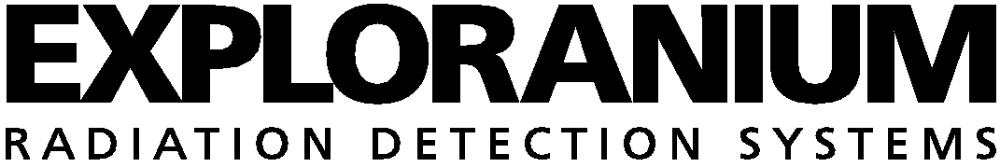 EXPLORANIUM
RADIATION DETECTION SYSTEMS